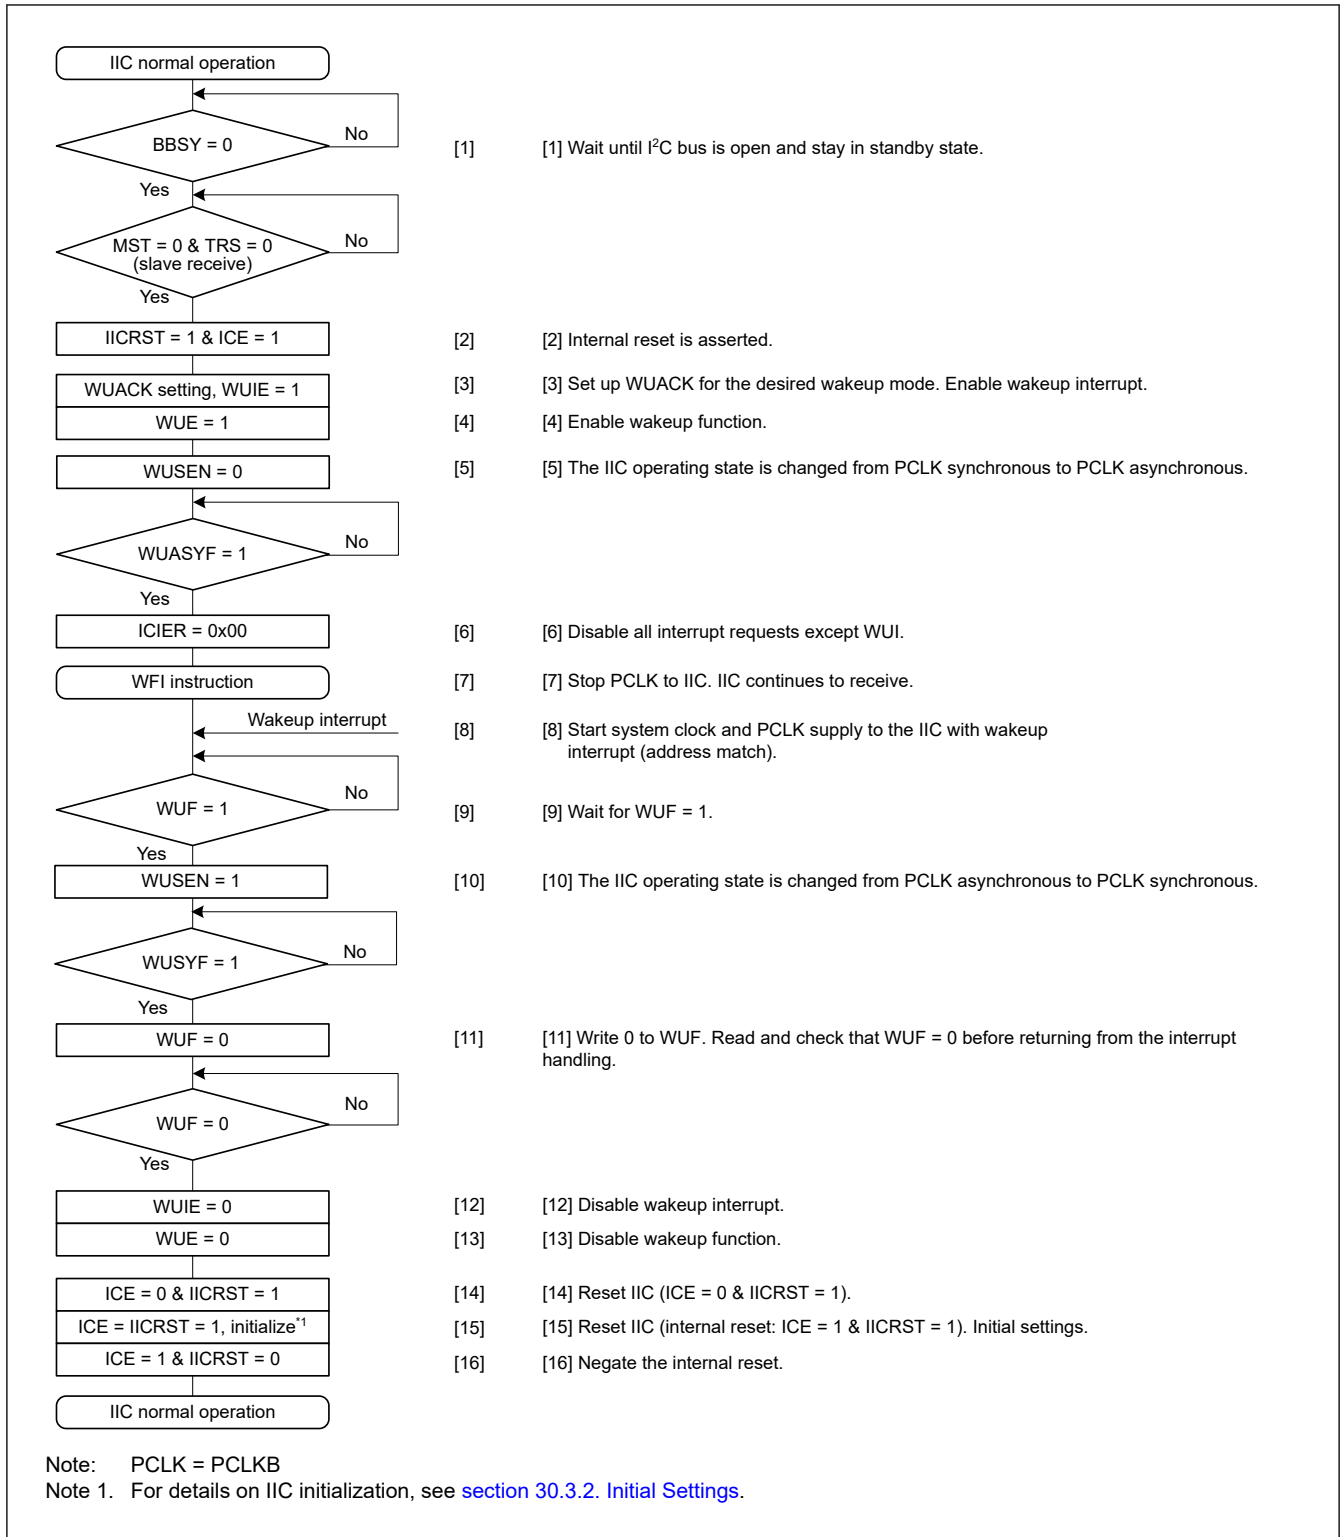 IIC normal operation
BBSY = 0
No
[1] [1] Wait until I²C bus is open and stay in standby state.
Yes
MST = 0 & TRS = 0
(slave receive)
No
Yes
IICRST = 1 & ICE = 1
[2] [2] Internal reset is asserted.
WUACK setting, WUIE = 1
[3] [3] Set up WUACK for the desired wakeup mode. Enable wakeup interrupt.
WUE = 1
[4] [4] Enable wakeup function.
WUSEN = 0
[5] [5] The IIC operating state is changed from PCLK synchronous to PCLK asynchronous.
WUASYF = 1
No
Yes
ICIER = 0x00
[6] [6] Disable all interrupt requests except WUI.
WFI instruction
[7] [7] Stop PCLK to IIC. IIC continues to receive.
Wakeup interrupt
[8] [8] Start system clock and PCLK supply to the IIC with wakeup
interrupt (address match).
WUF = 1
No
[9] [9] Wait for WUF = 1.
Yes
WUSEN = 1
[10] [10] The IIC operating state is changed from PCLK asynchronous to PCLK synchronous.
WUSYF = 1
No
Yes
WUF = 0
[11] [11] Write 0 to WUF. Read and check that WUF = 0 before returning from the interrupt
handling.
WUF = 0
No
Yes
WUIE = 0
[12] [12] Disable wakeup interrupt.
WUE = 0
[13] [13] Disable wakeup function.
ICE = 0 & IICRST = 1
[14] [14] Reset IIC (ICE = 0 & IICRST = 1).
ICE = IICRST = 1, initialize*1
[15] [15] Reset IIC (internal reset: ICE = 1 & IICRST = 1). Initial settings.
ICE = 1 & IICRST = 0
[16] [16] Negate the internal reset.
IIC normal operation
Note: PCLK = PCLKB
Note 1. For details on IIC initialization, see section 30.3.2. Initial Settings.